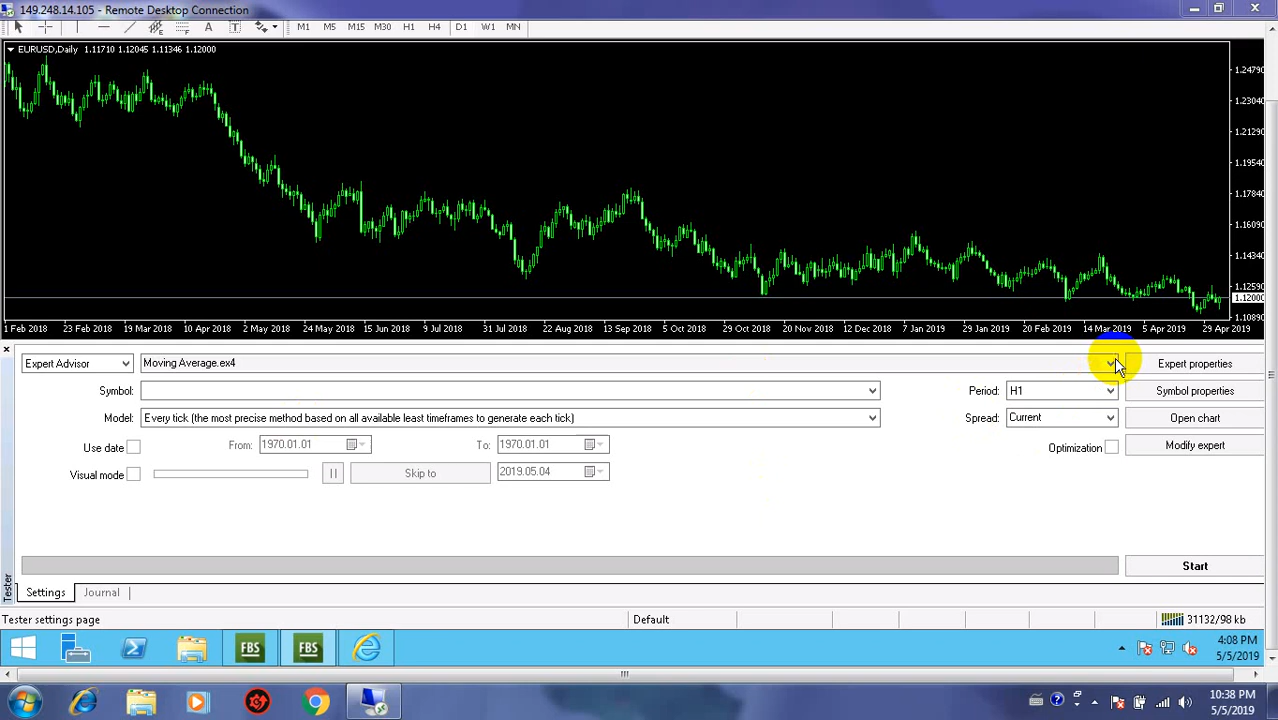 149.248.14.105 - Remote Desktop Connection
A T M1 M5 M15 M30 H1 H4 D1 W1 MN
EURUSD,Daily 1.11710 1.12045 1.11346 1.12000
1.24790
1.23040
1.21290
1.19540
1.17840
1.16090
1.14340
1.12590
1.12000
1.10890
1 Feb 2018 23 Feb 2018 19 Mar 2018 10 Apr 2018 2 May 2018 24 May 2018 15 Jun 2018 9 Jul 2018 31 Jul 2018 22 Aug 2018 13 Sep 2018 5 Oct 2018 29 Oct 2018 20 Nov 2018 12 Dec 2018 7 Jan 2019 29 Jan 2019 20 Feb 2019 14 Mar 2019 5 Apr 2019 29 Apr 2019
Expert Advisor Moving Average.ex4 Expert properties
Symbol: Period: H1 Symbol properties
Model: Every tick (the most precise method based on all available least timeframes to generate each tick) Spread: Current Open chart
Use date From: 1970.01.01 To: 1970.01.01 Optimization Modify expert
Visual mode Skip to 2019.05.04
Start
Tester
Settings Journal
Tester settings page Default 31132/98 kb
FBS FBS
4:08 PM
5/5/2019
10:38 PM
5/5/2019